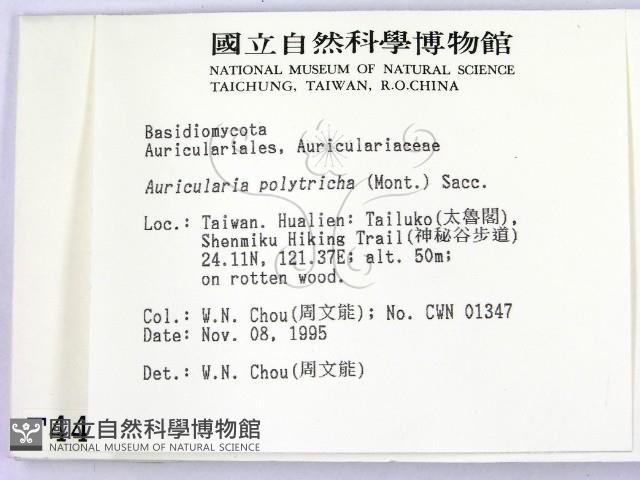 國立自然科學博物館
NATIONAL MUSEUM OF NATURAL SCIENCE
TAICHUNG, TAIWAN, R.O.CHINA
Basidiomycota
Auriculariales, Auriculariaceae
Auricularia polytricha (Mont.) Sacc.
Loc.: Taiwan. Hualien: Tailuko(太魯閣),
Shenmiku Hiking Trail(神秘谷步道)
24.11N, 121.37E; alt. 50m;
on rotten wood.
Col.: W.N. Chou(周文能); No. CWN 01347
Date: Nov. 08, 1995
Det.: W.N. Chou(周文能)
44
國立自然科學博物館
NATIONAL MUSEUM OF NATURAL SCIENCE